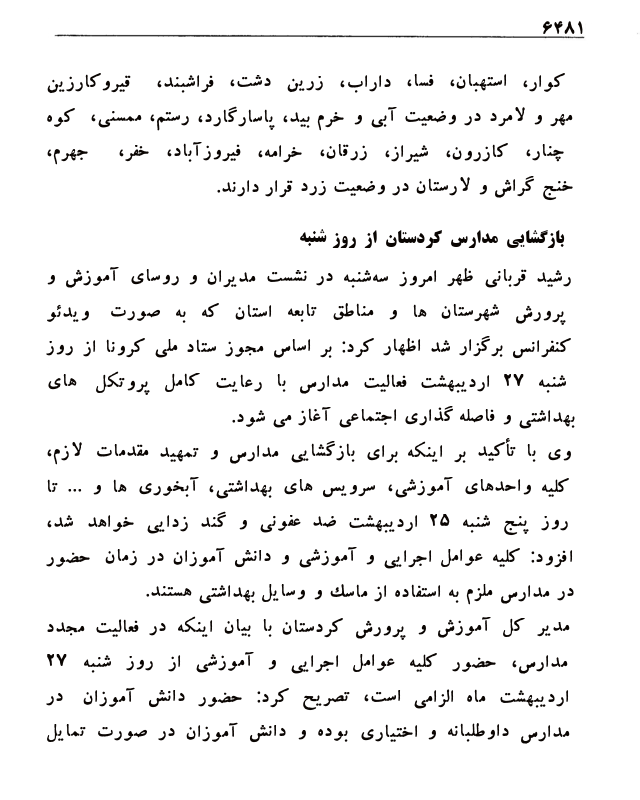 ۶۴۸۱
کوار، استهبان، فسا، داراب، زرین دشت، فراشبند، قیروکارزین
مهر و لامرد در وضعیت آبی و خرم بید، پاسارگارد، رستم، ممسنی، کوه
چنار، کازرون، شیراز، زرقان، خرامه، فیروزآباد، خفر، جهرم،
خنج گراش و لارستان در وضعیت زرد قرار دارند.
بازگشایی مدارس کردستان از روز شنبه
رشید قربانی ظهر امروز سه‌شنبه در نشست مدیران و روسای آموزش و
پرورش شهرستان ها و مناطق تابعه استان که به صورت ویدئو
کنفرانس برگزار شد اظهار کرد: بر اساس مجوز ستاد ملی کرونا از روز
شنبه ۲۷ اردیبهشت فعالیت مدارس با رعایت کامل پروتکل های
بهداشتی و فاصله گذاری اجتماعی آغاز می شود.
وی با تأکید بر اینکه برای بازگشایی مدارس و تمهید مقدمات لازم،
کلیه واحدهای آموزشی، سرویس های بهداشتی، آبخوری ها و ... تا
روز پنج شنبه ۲۵ اردیبهشت ضد عفونی و گند زدایی خواهد شد،
افزود: کلیه عوامل اجرایی و آموزشی و دانش آموزان در زمان حضور
در مدارس ملزم به استفاده از ماسك و وسایل بهداشتی هستند.
مدیر کل آموزش و پرورش کردستان با بیان اینکه در فعالیت مجدد
مدارس، حضور کلیه عوامل اجرایی و آموزشی از روز شنبه ۲۷
اردیبهشت ماه الزامی است، تصریح کرد: حضور دانش آموزان در
مدارس داوطلبانه و اختیاری بوده و دانش آموزان در صورت تمایل